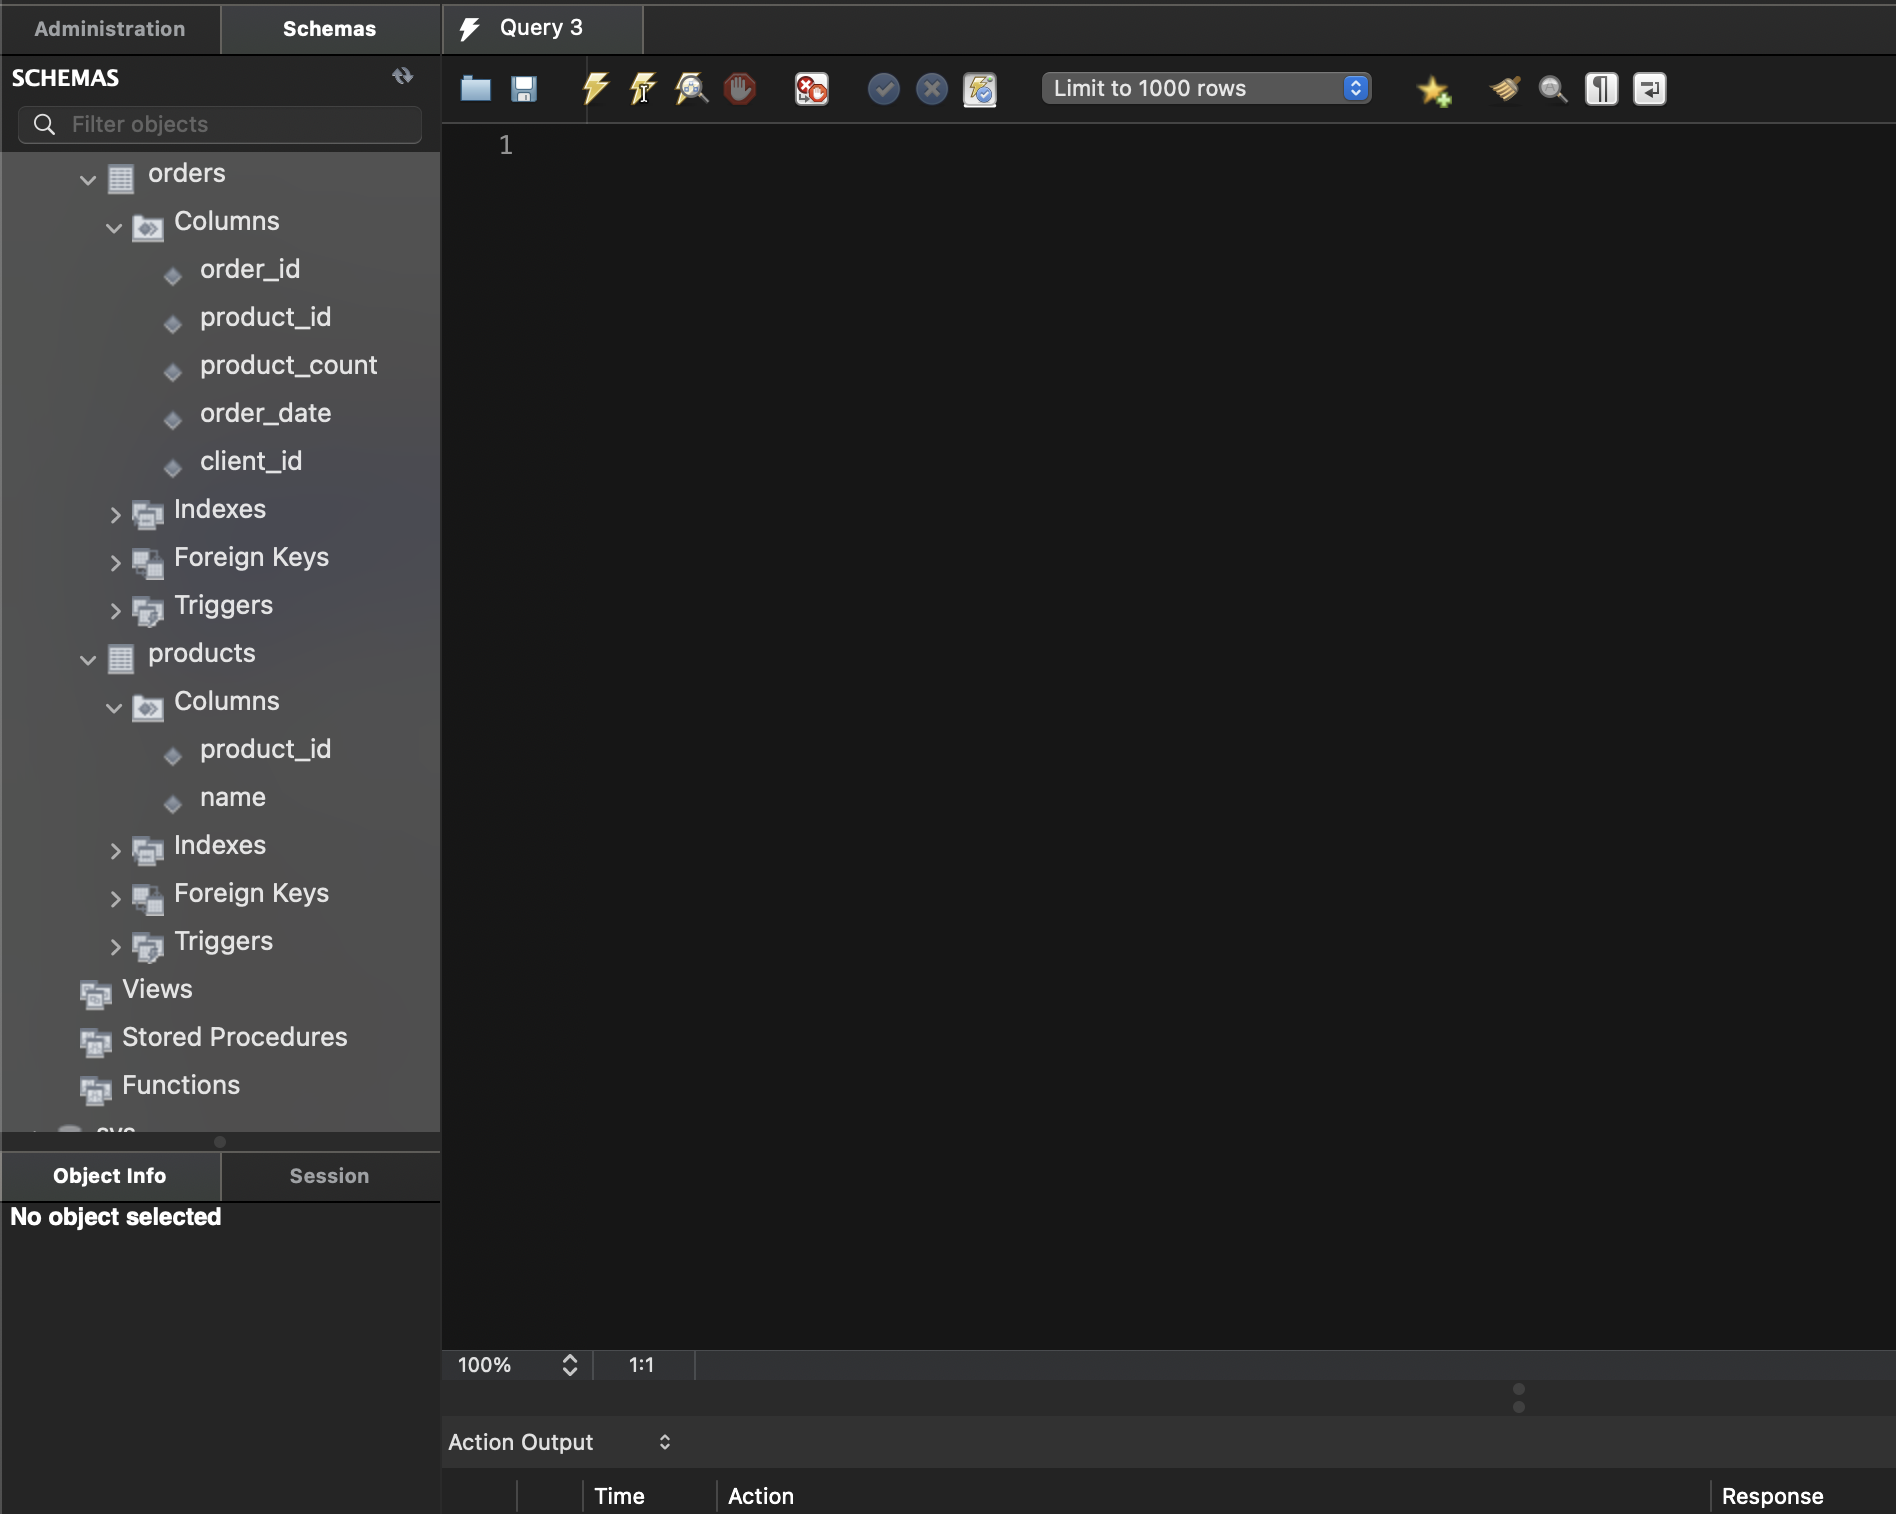 Administration
Schemas
Query 3
SCHEMAS
Filter objects
Limit to 1000 rows
1
orders
Columns
order_id
product_id
product_count
order_date
client_id
Indexes
Foreign Keys
Triggers
products
Columns
product_id
name
Indexes
Foreign Keys
Triggers
Views
Stored Procedures
Functions
sys
Object Info
Session
No object selected
100%
1:1
Action Output
Time
Action
Response